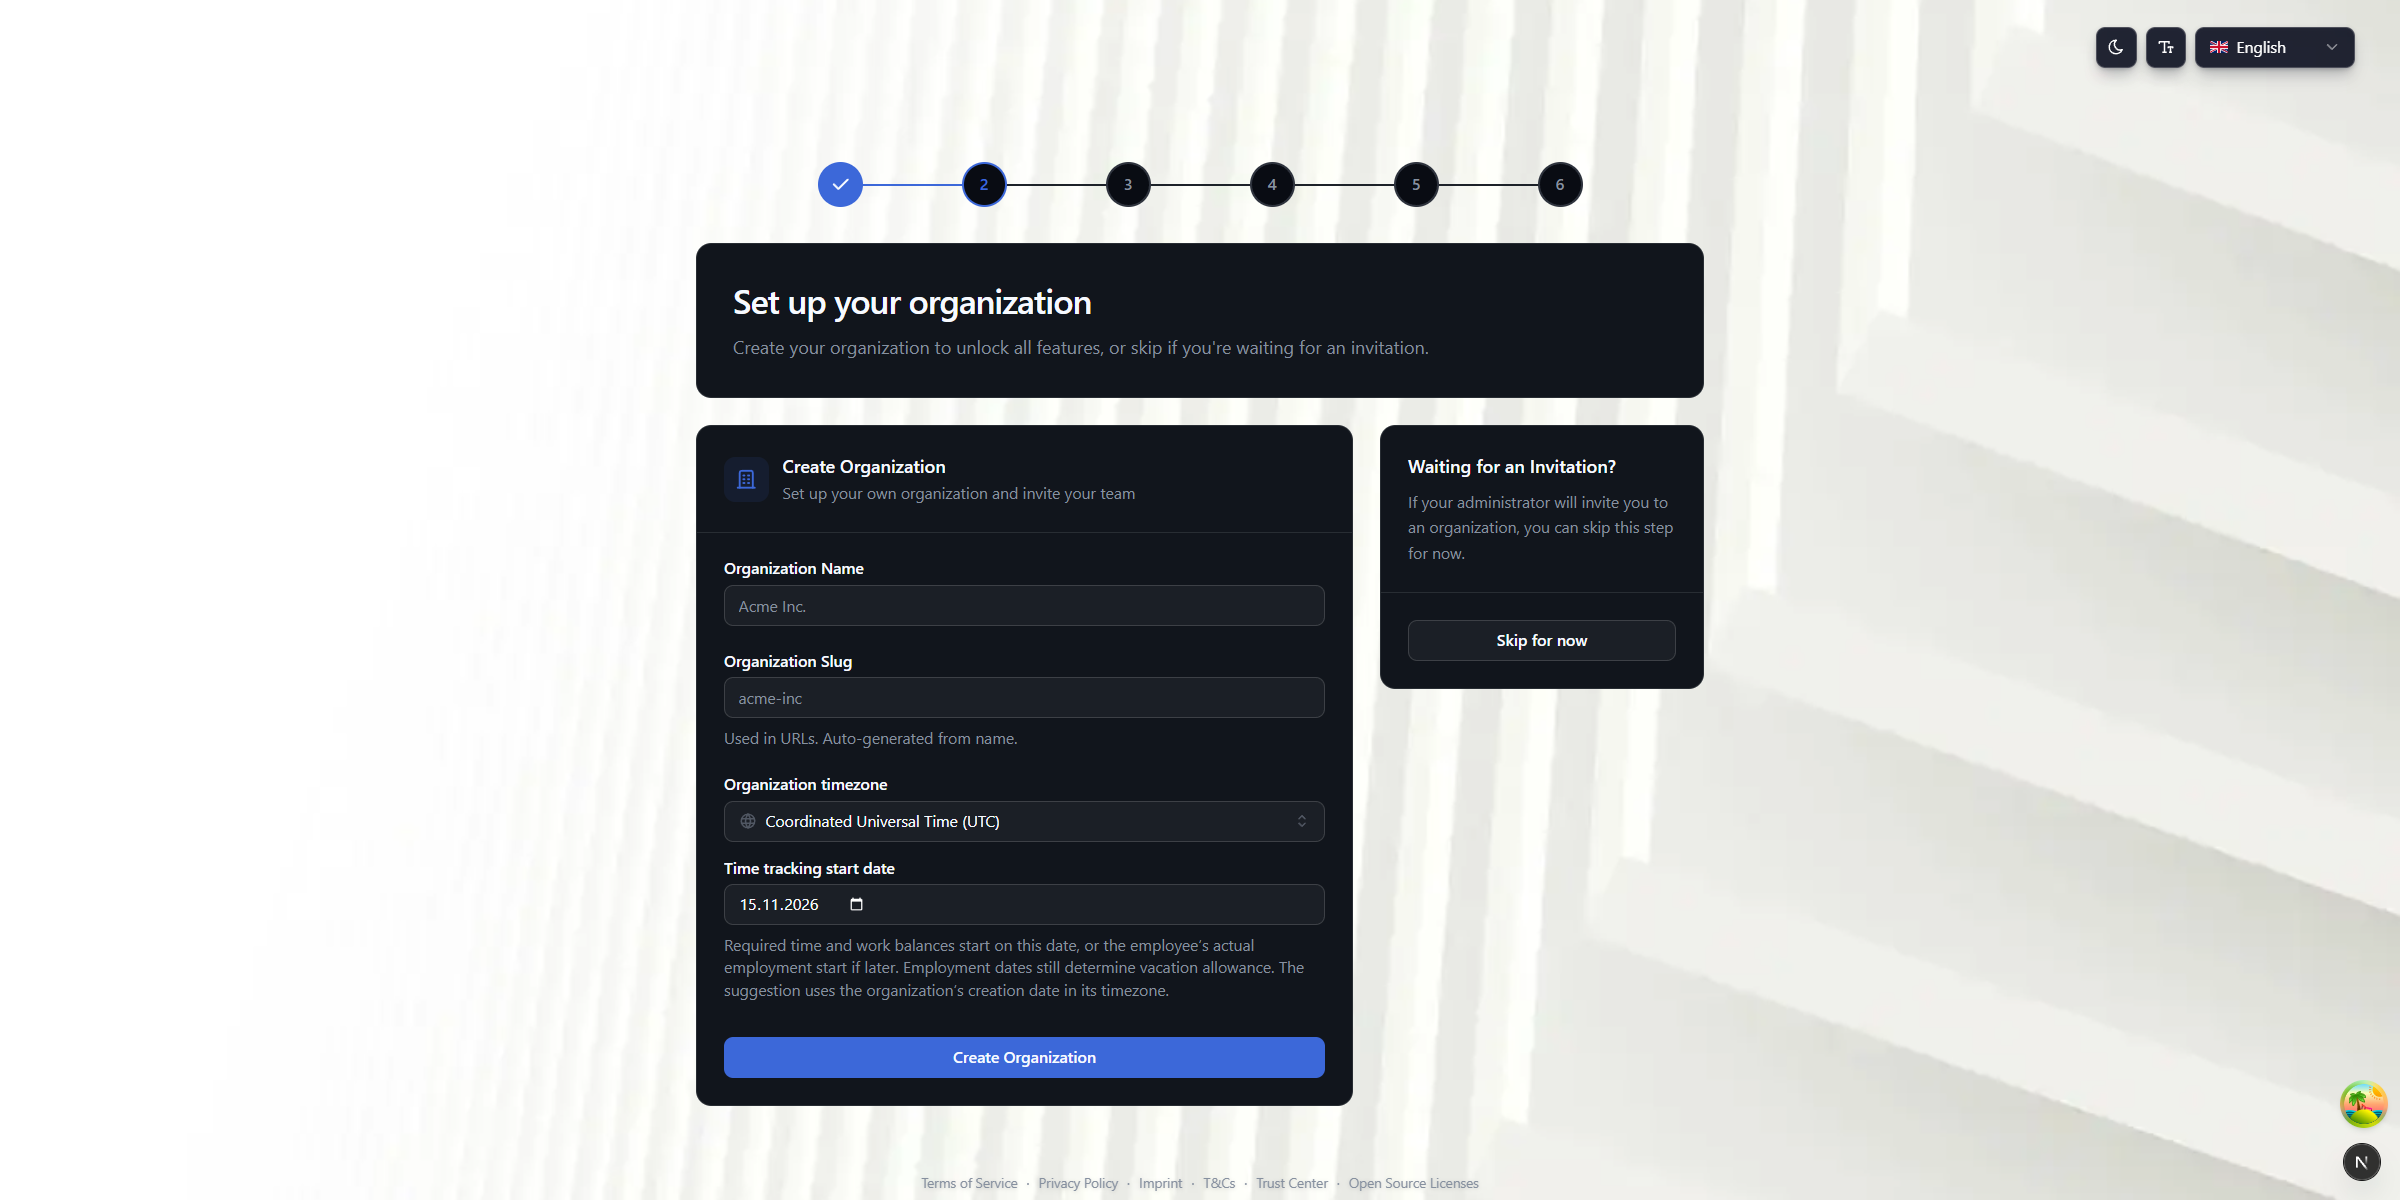 English
2
3
4
5
6
Set up your organization
Create your organization to unlock all features, or skip if you're waiting for an invitation.
Create Organization
Set up your own organization and invite your team
Organization Name
Acme Inc.
Organization Slug
acme-inc
Used in URLs. Auto-generated from name.
Organization timezone
Coordinated Universal Time (UTC)
Time tracking start date
15.11.2026
Required time and work balances start on this date, or the employee’s actual
employment start if later. Employment dates still determine vacation allowance. The
suggestion uses the organization’s creation date in its timezone.
Create Organization
Waiting for an Invitation?
If your administrator will invite you to
an organization, you can skip this step
for now.
Skip for now
Terms of Service · Privacy Policy · Imprint · T&Cs · Trust Center · Open Source Licenses
N